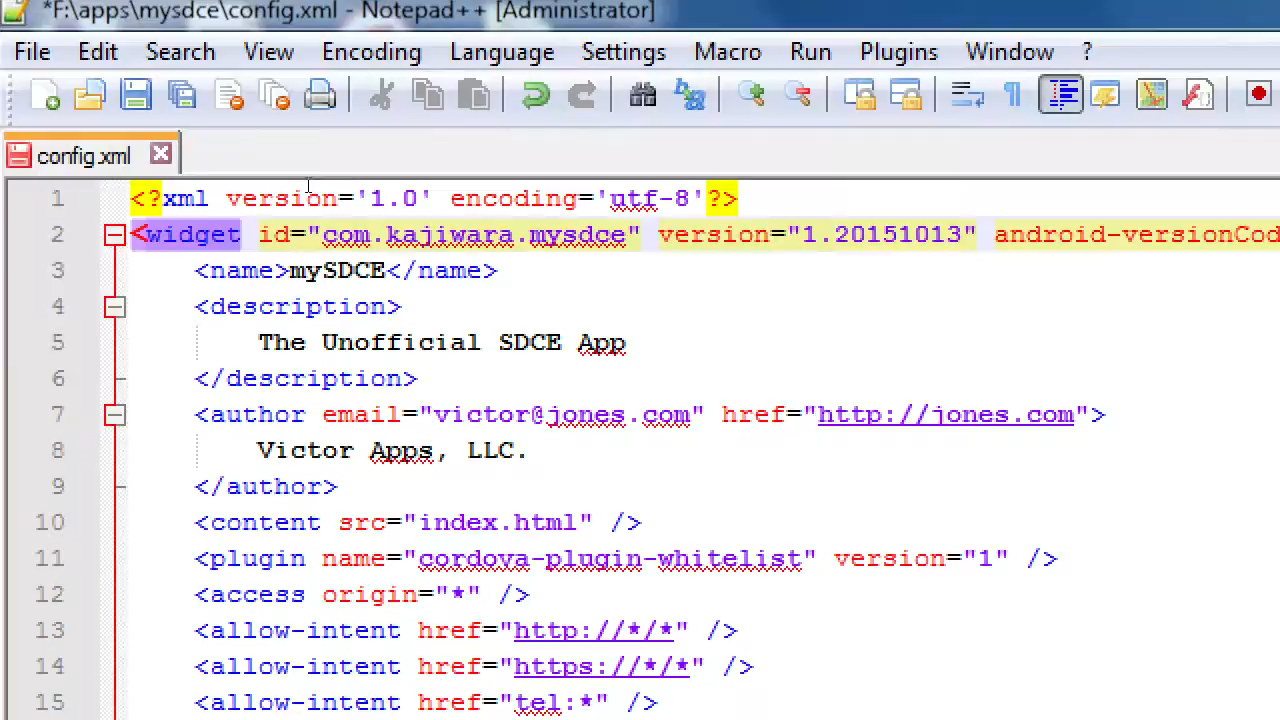 *F:\apps\mysdce\config.xml - Notepad++ [Administrator]
File Edit Search View Encoding Language Settings Macro Run Plugins Window ?
config.xml
1 <?xml version='1.0' encoding='utf-8'?>
2 <widget id="com.kajiwara.mysdce" version="1.20151013" android-versionCod
3 <name>mySDCE</name>
4 <description>
5 The Unofficial SDCE App
6 </description>
7 <author email="victor@jones.com" href="http://jones.com">
8 Victor Apps, LLC.
9 </author>
10 <content src="index.html" />
11 <plugin name="cordova-plugin-whitelist" version="1" />
12 <access origin="*" />
13 <allow-intent href="http://*/*" />
14 <allow-intent href="https://*/*" />
15 <allow-intent href="tel:*" />